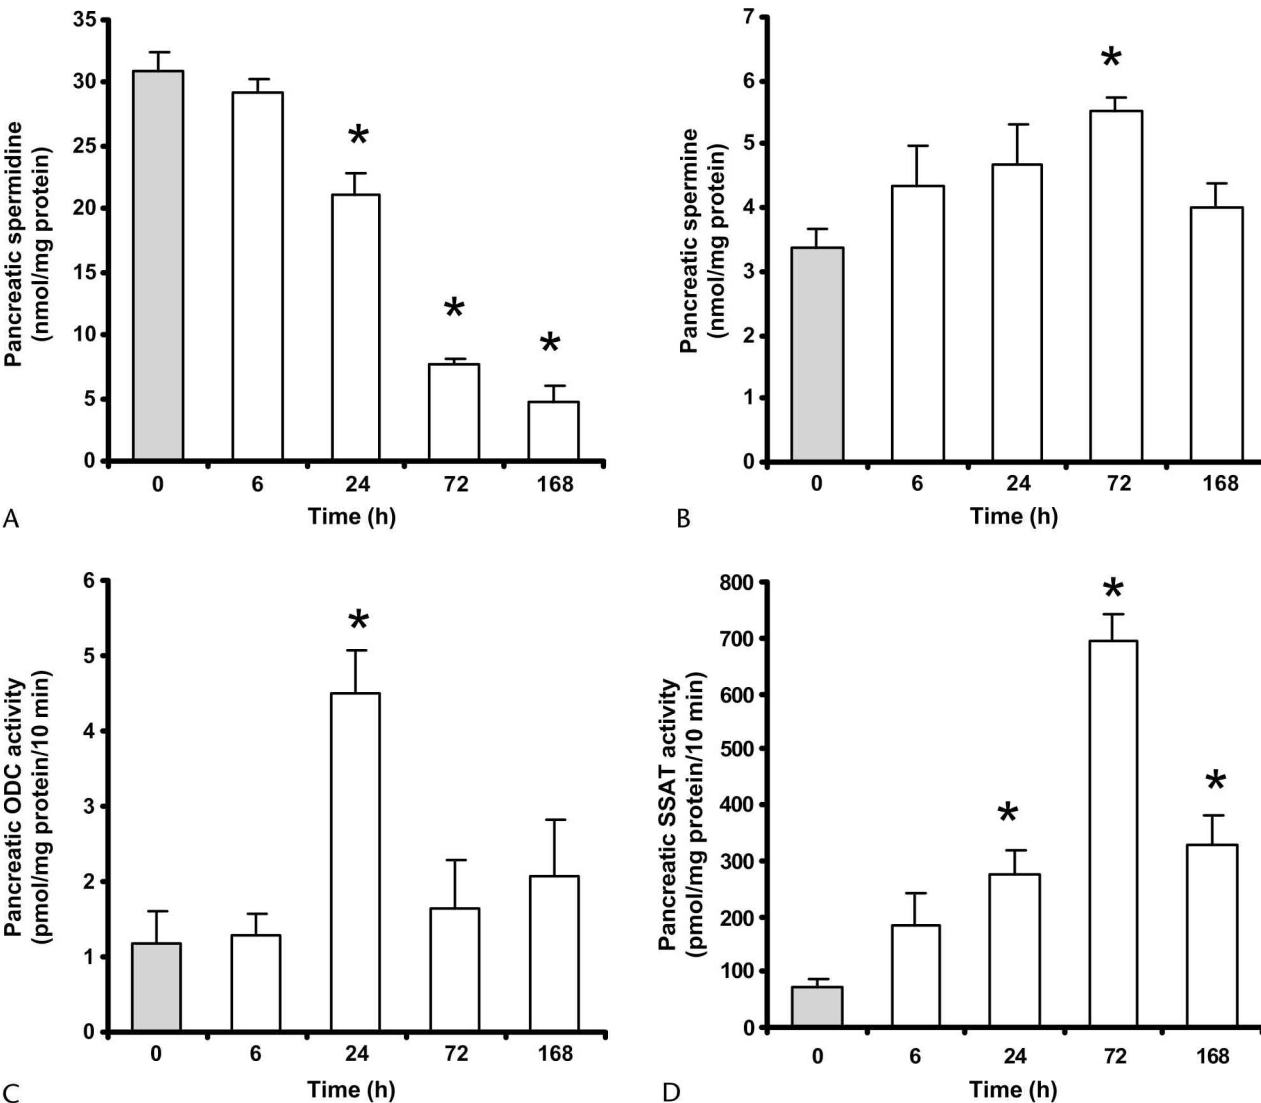 Pancreatic spermidine
(nmol/mg protein)
35
30
25
20
15
10
5
0
*
*
*
0 6 24 72 168
Time (h)
A
Pancreatic spermine
(nmol/mg protein)
7
6
5
4
3
2
1
0
*
0 6 24 72 168
Time (h)
B
Pancreatic ODC activity
(pmol/mg protein/10 min)
6
5
4
3
2
1
0
*
0 6 24 72 168
Time (h)
C
Pancreatic SSAT activity
(pmol/mg protein/10 min)
800
700
600
500
400
300
200
100
0
*
*
*
0 6 24 72 168
Time (h)
D